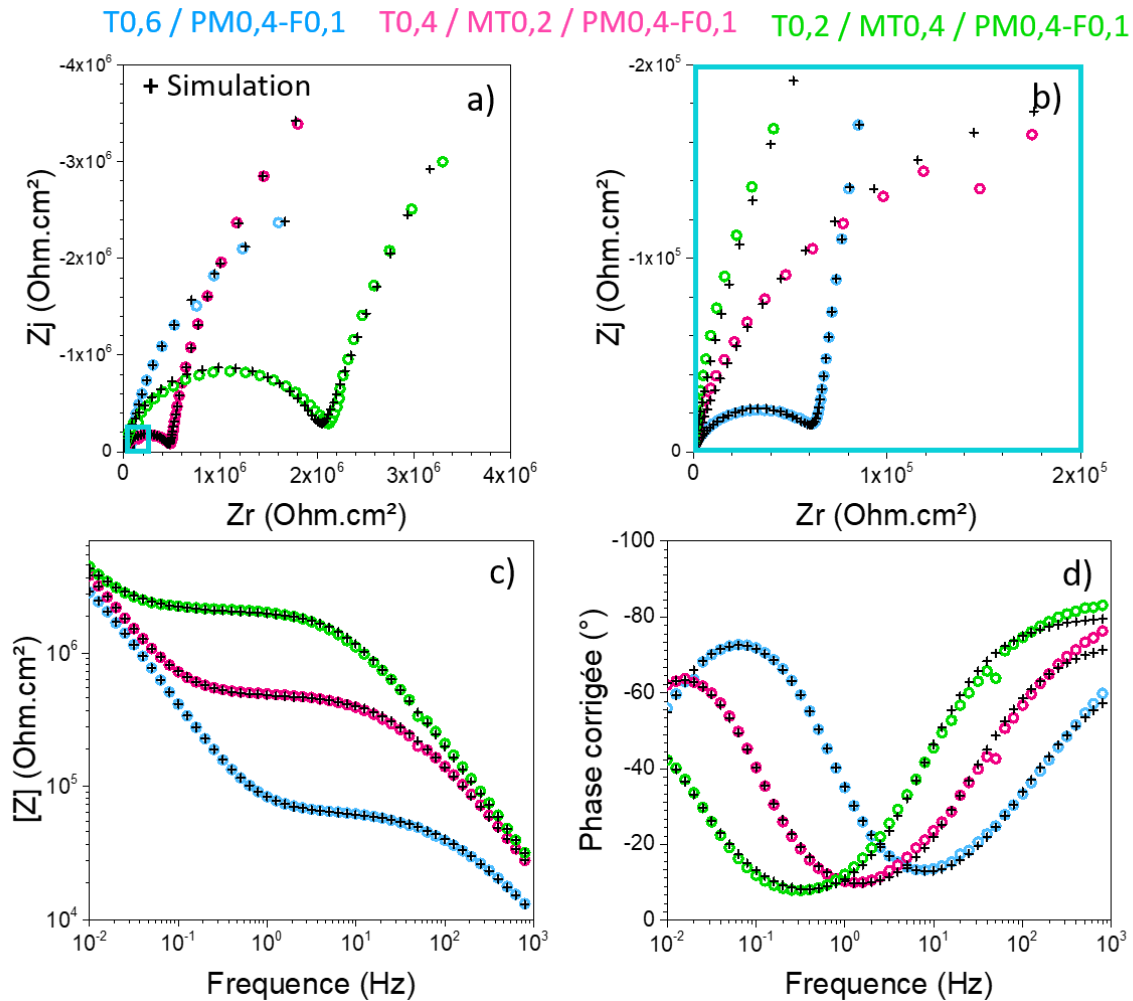 T0,6 / PM0,4-F0,1 T0,4 / MT0,2 / PM0,4-F0,1 T0,2 / MT0,4 / PM0,4-F0,1
-4x10⁶
-3x10⁶
-2x10⁶
-1x10⁶
0
Zj (Ohm.cm²)
+ Simulation
a)
0 1x10⁶ 2x10⁶ 3x10⁶ 4x10⁶
Zr (Ohm.cm²)
-2x10⁵
-1x10⁵
0
Zj (Ohm.cm²)
b)
0 1x10⁵ 2x10⁵
Zr (Ohm.cm²)
10⁶
10⁵
10⁴
[Z] (Ohm.cm²)
c)
10⁻² 10⁻¹ 10⁰ 10¹ 10² 10³
Frequence (Hz)
-100
-80
-60
-40
-20
0
Phase corrigée (°)
d)
10⁻² 10⁻¹ 10⁰ 10¹ 10² 10³
Frequence (Hz)